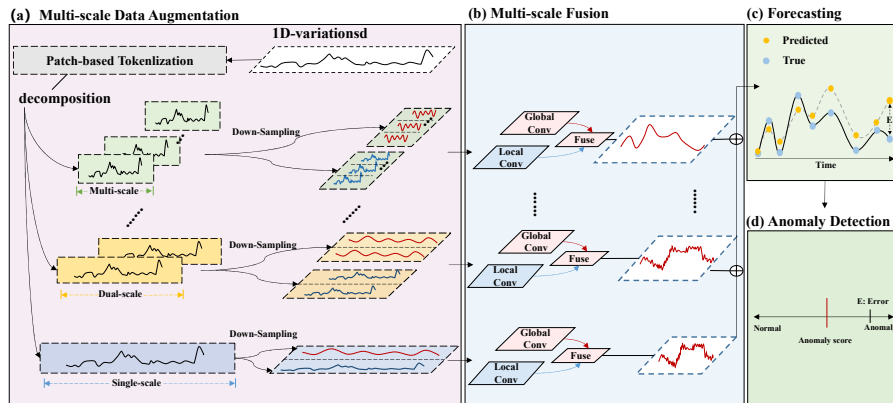 (a) Multi-scale Data Augmentation
1D-variationsd
Patch-based Tokenlization
decomposition
Down-Sampling
Multi-scale
Down-Sampling
Dual-scale
Down-Sampling
Single-scale
(b) Multi-scale Fusion
Global
Conv
Local
Conv
Fuse
Global
Conv
Local
Conv
Fuse
Global
Conv
Local
Conv
Fuse
(c) Forecasting
Predicted
True
E
Time
(d) Anomaly Detection
E: Error
Normal
Anomal
Anomaly score